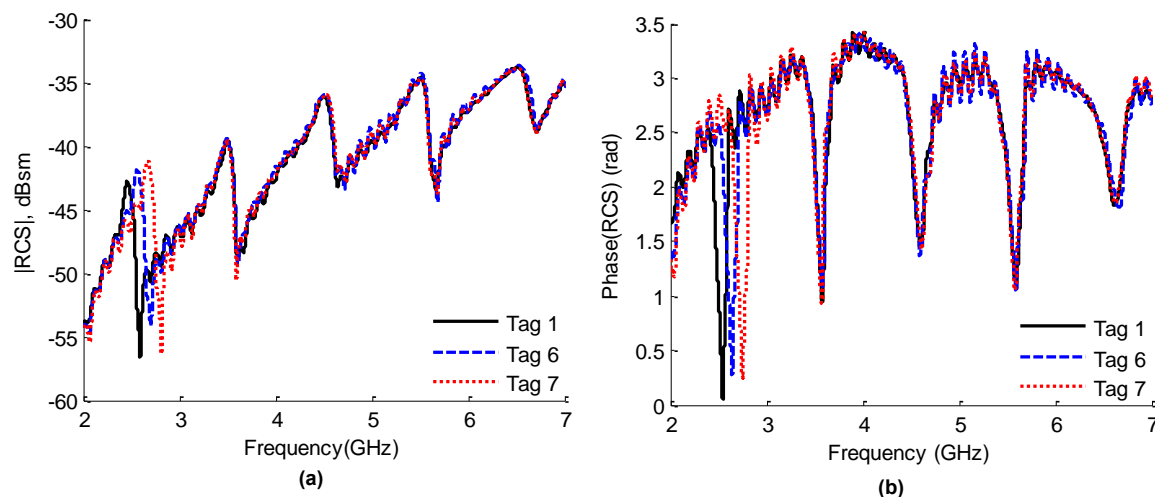 -30
-35
-40
-45
-50
-55
-60
|RCS|, dBsm
2 3 4 5 6 7
Frequency(GHz)
Tag 1
Tag 6
Tag 7
(a)
3.5
3
2.5
2
1.5
1
0.5
0
Phase(RCS) (rad)
2 3 4 5 6 7
Frequency (GHz)
Tag 1
Tag 6
Tag 7
(b)